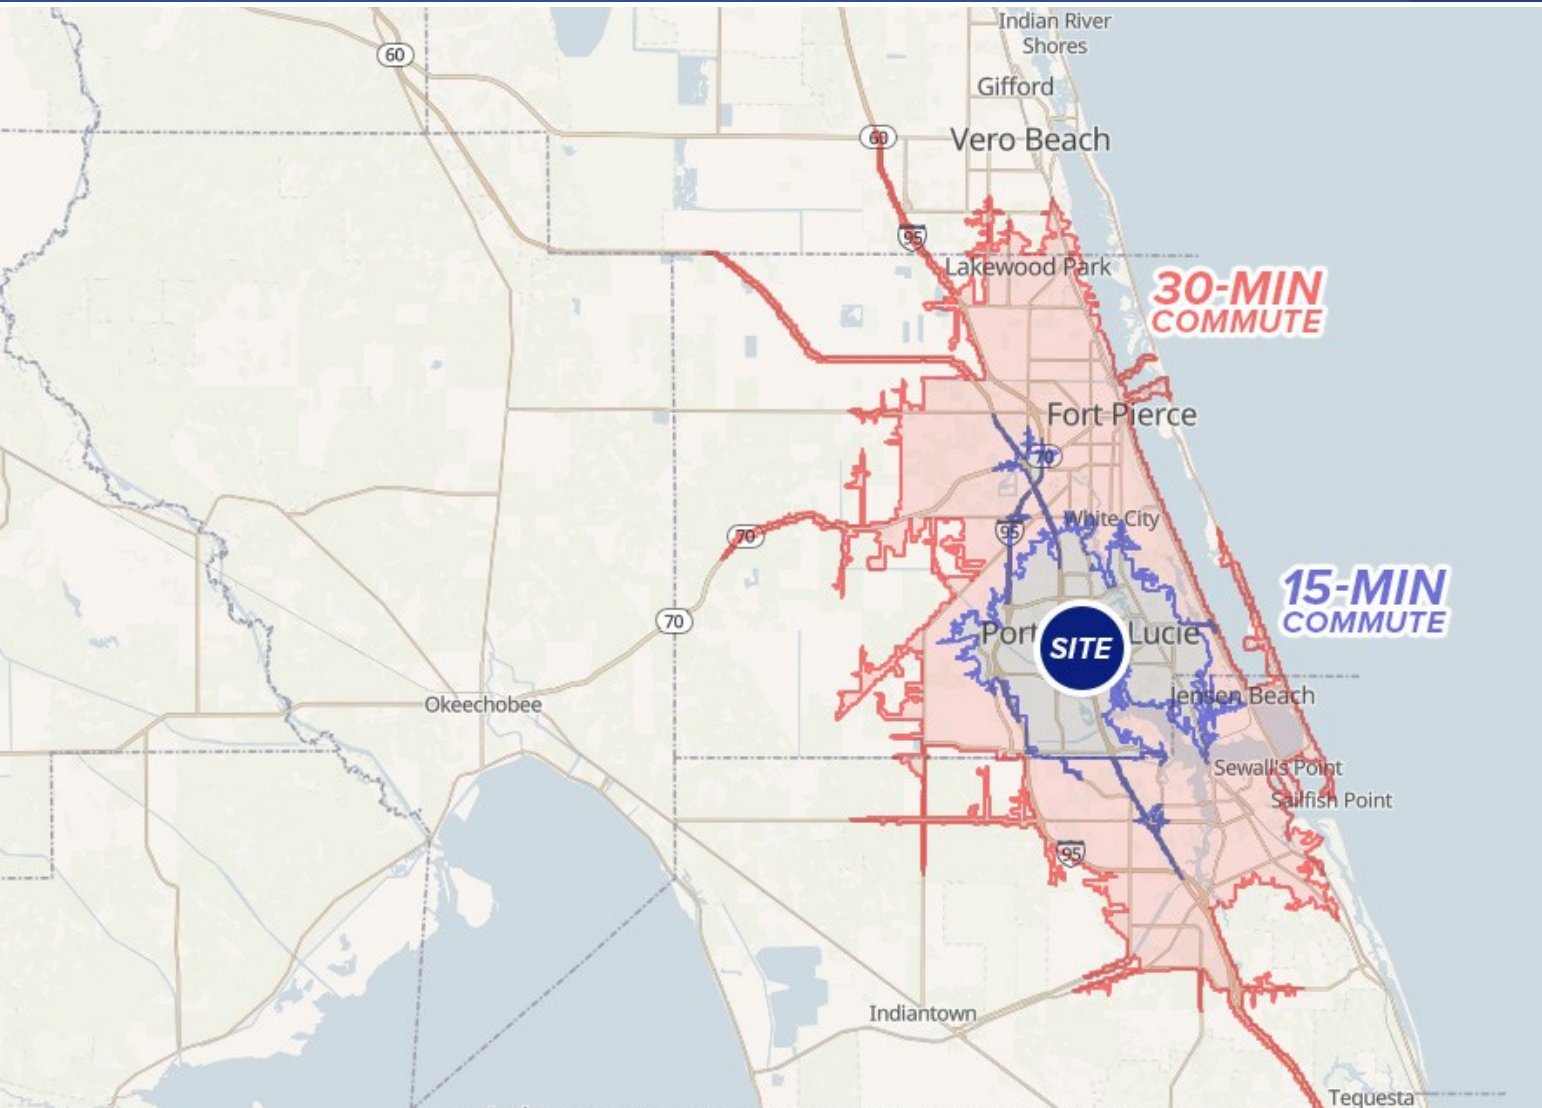 Indian River
Shores
60
Gifford
60
Vero Beach
95
Lakewood Park
30-MIN
COMMUTE
Fort Pierce
70
White City
95
70
15-MIN
COMMUTE
70
Port
SITE
Lucie
Jensen Beach
Okeechobee
Sewall's Point
Sailfish Point
95
Indiantown
Tequesta